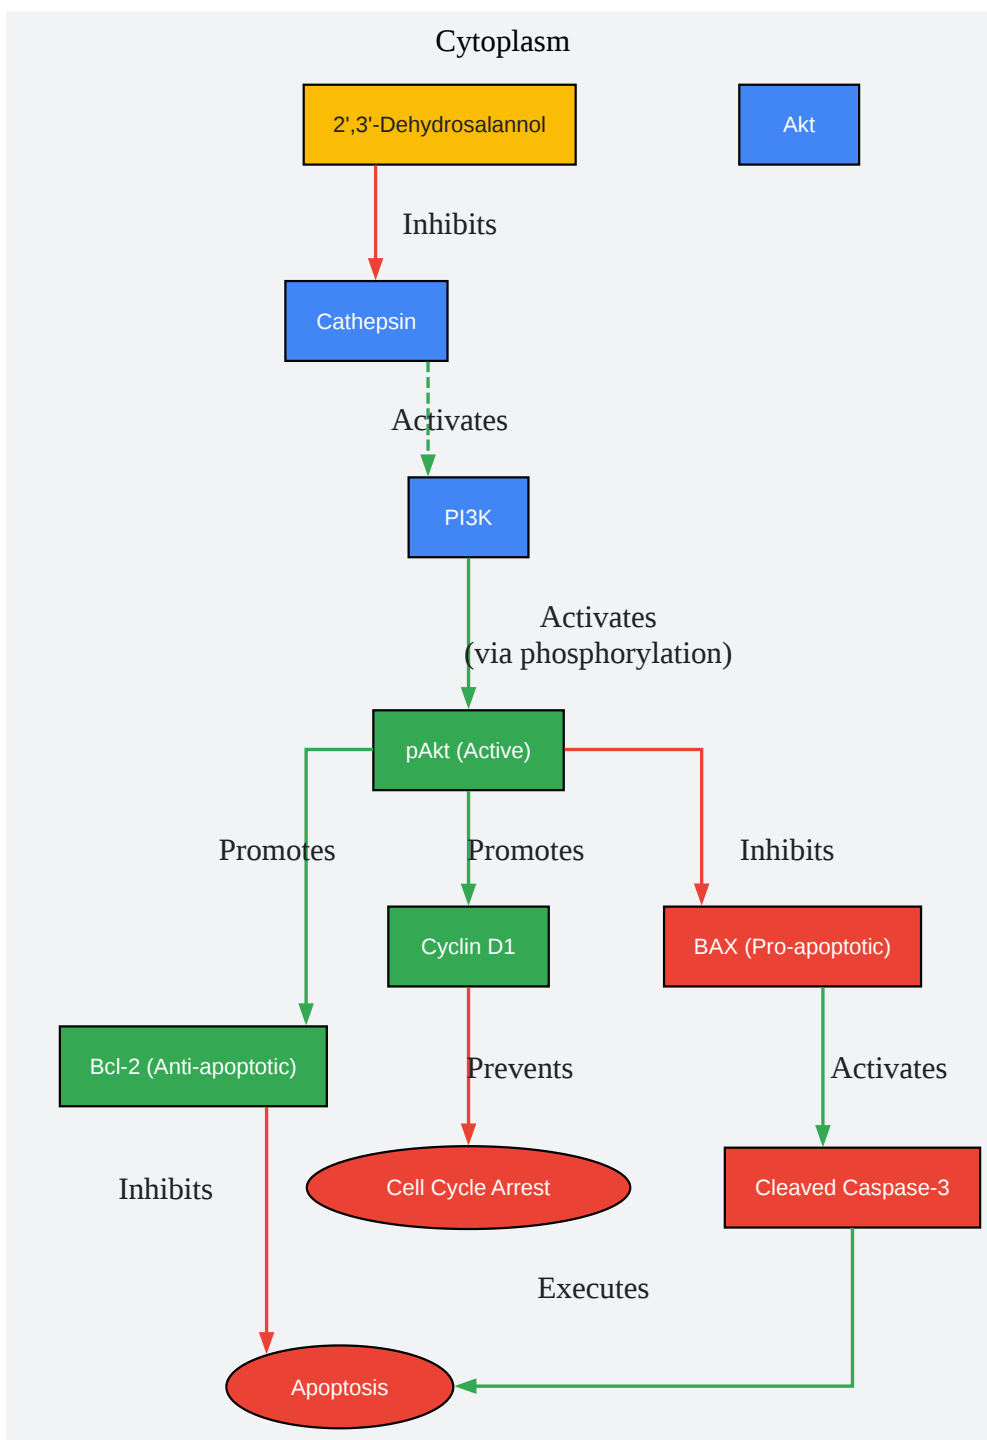 Cytoplasm
2',3'-Dehydrosalannol
Akt
Inhibits
Cathepsin
Activates
PI3K
Activates
(via phosphorylation)
pAkt (Active)
Promotes
Promotes
Inhibits
Cyclin D1
BAX (Pro-apoptotic)
Bcl-2 (Anti-apoptotic)
Prevents
Activates
Inhibits
Cell Cycle Arrest
Cleaved Caspase-3
Executes
Apoptosis